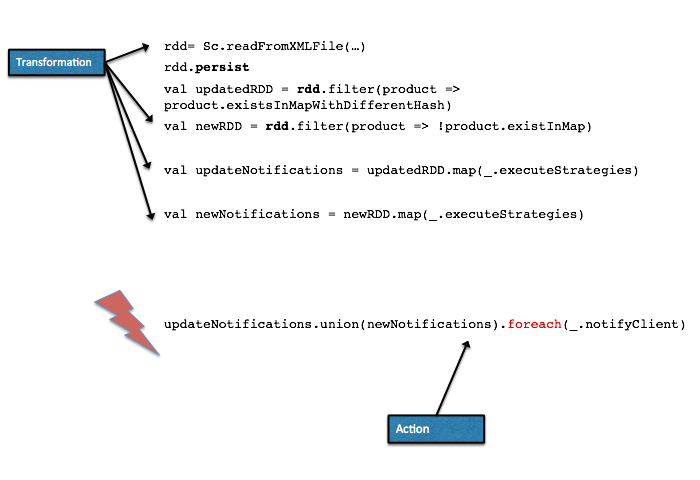 rdd= Sc.readFromXMLFile(…)
Transformation
rdd.persist
val updatedRDD = rdd.filter(product =>
product.existsInMapWithDifferentHash)
val newRDD = rdd.filter(product => !product.existInMap)
val updateNotifications = updatedRDD.map(_.executeStrategies)
val newNotifications = newRDD.map(_.executeStrategies)
updateNotifications.union(newNotifications).foreach(_.notifyClient)
Action